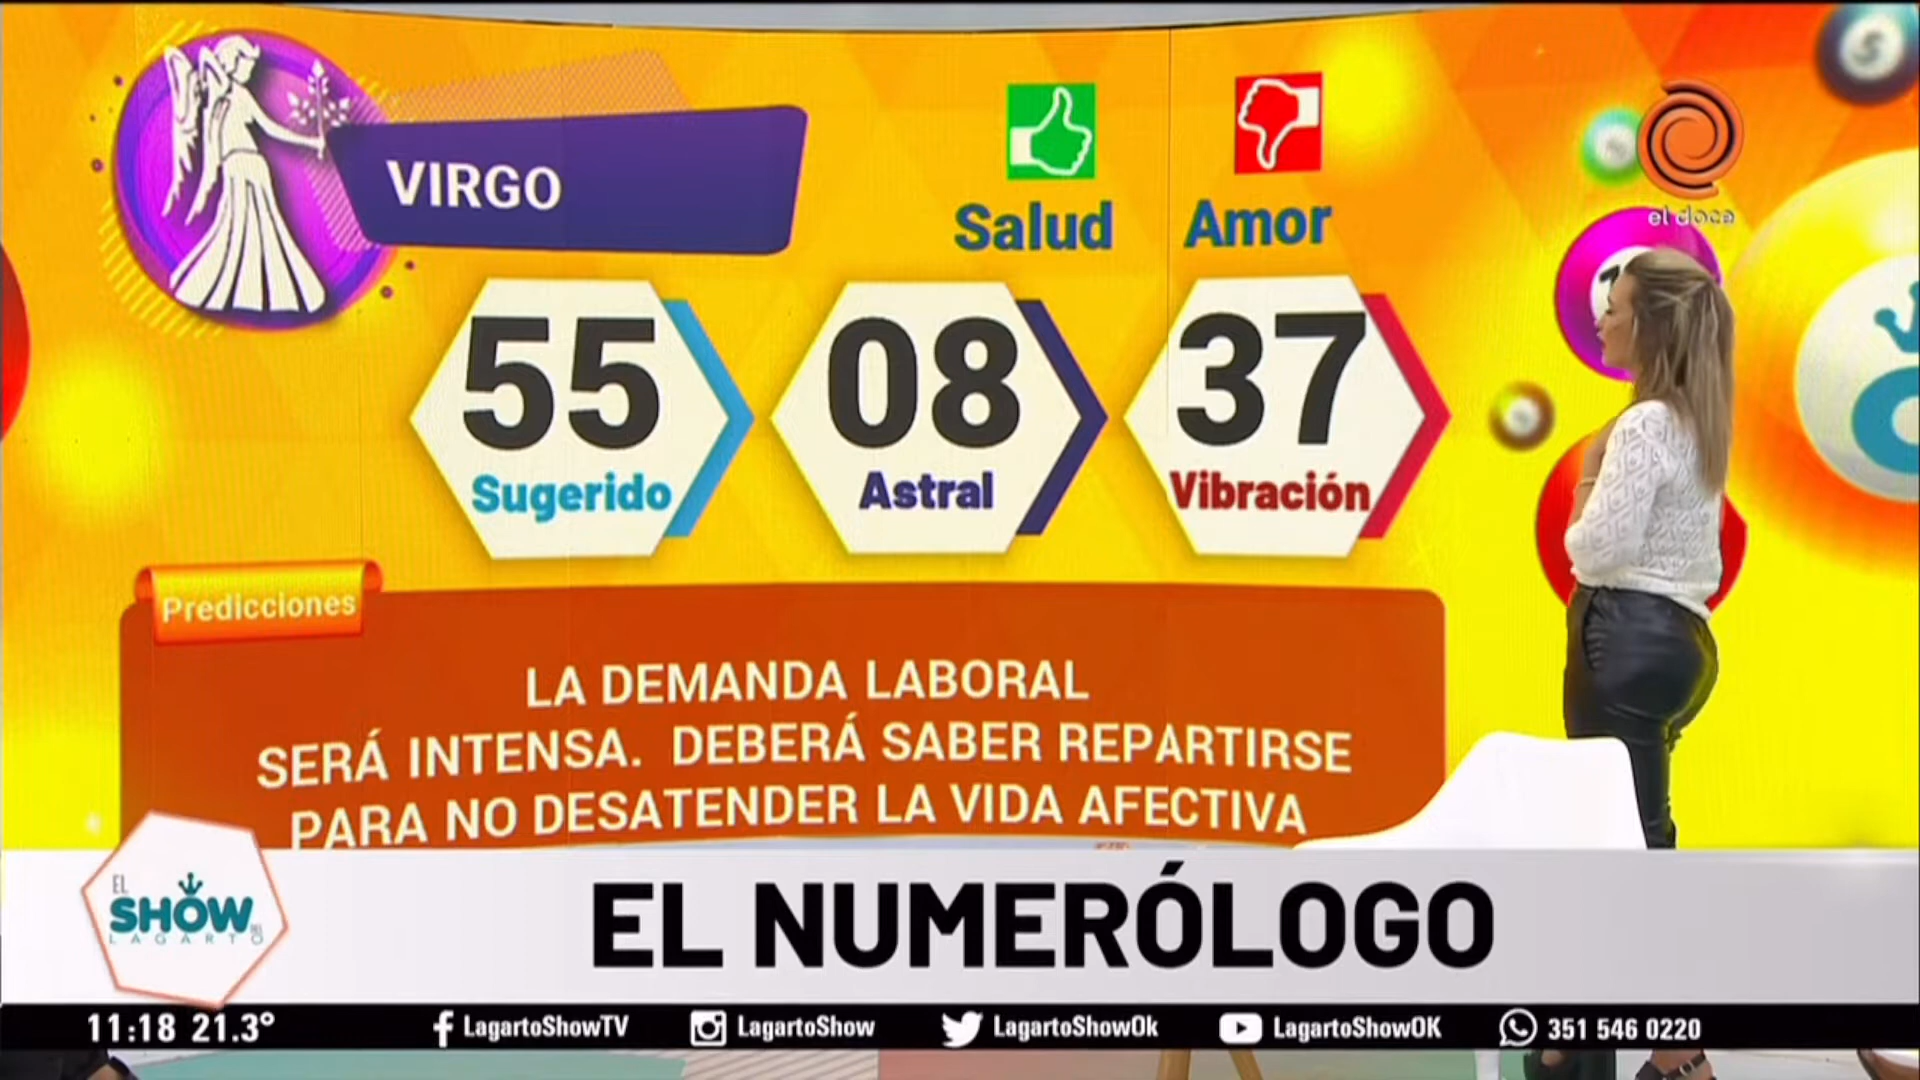 VIRGO
Salud
Amor
el doce
55
Sugerido
08
Astral
37
Vibración
Predicciones
LA DEMANDA LABORAL
SERÁ INTENSA. DEBERÁ SABER REPARTIRSE
PARA NO DESATENDER LA VIDA AFECTIVA
EL
SHOW
DEL
LAGARTO
EL NUMERÓLOGO
11:18 21.3°
LagartoShowTV
LagartoShow
LagartoShowOk
LagartoShowOK
351 546 0220
5